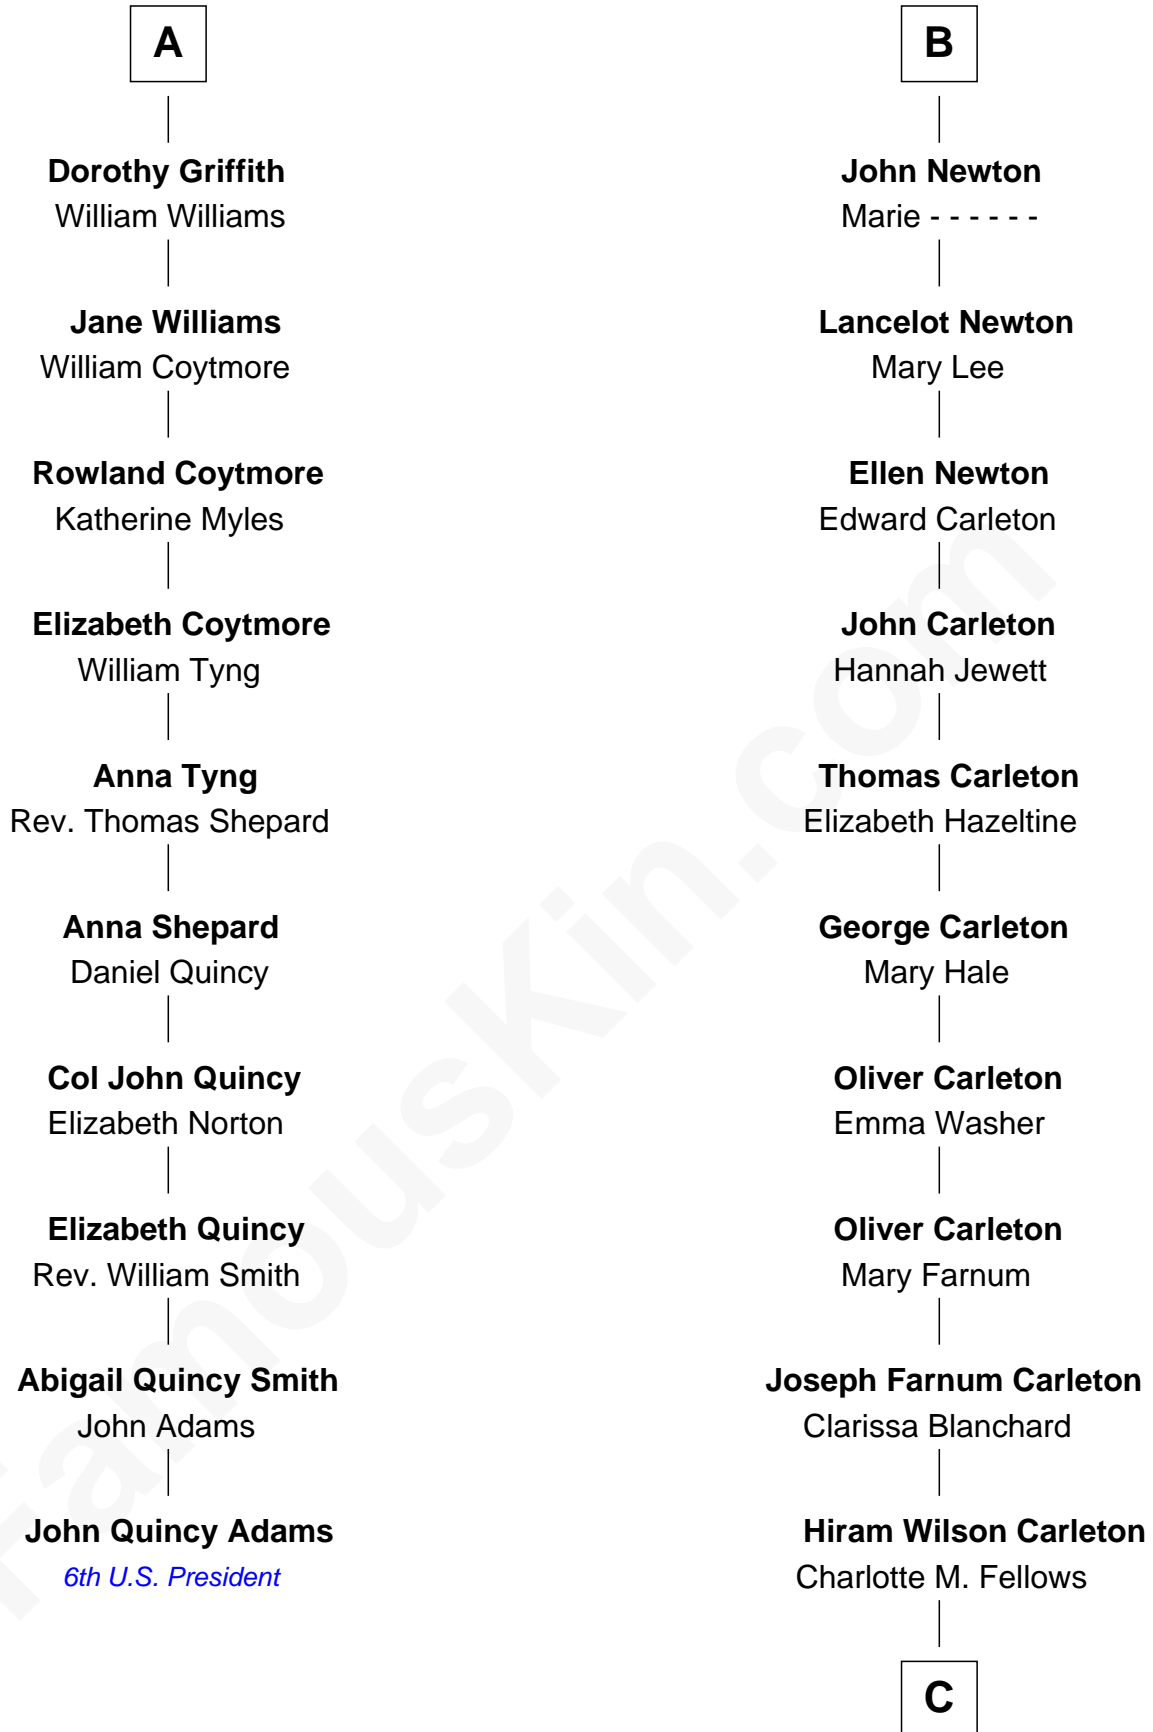 A
Dorothy Griffith
William Williams
Jane Williams
William Coytmore
Rowland Coytmore
Katherine Myles
Elizabeth Coytmore
William Tyng
Anna Tyng
Rev. Thomas Shepard
Anna Shepard
Daniel Quincy
Col John Quincy
Elizabeth Norton
Elizabeth Quincy
Rev. William Smith
Abigail Quincy Smith
John Adams
John Quincy Adams
6th U.S. President
B
John Newton
Marie - - - - - -
Lancelot Newton
Mary Lee
Ellen Newton
Edward Carleton
John Carleton
Hannah Jewett
Thomas Carleton
Elizabeth Hazeltine
George Carleton
Mary Hale
Oliver Carleton
Emma Washer
Oliver Carleton
Mary Farnum
Joseph Farnum Carleton
Clarissa Blanchard
Hiram Wilson Carleton
Charlotte M. Fellows
C
FamousKin.com